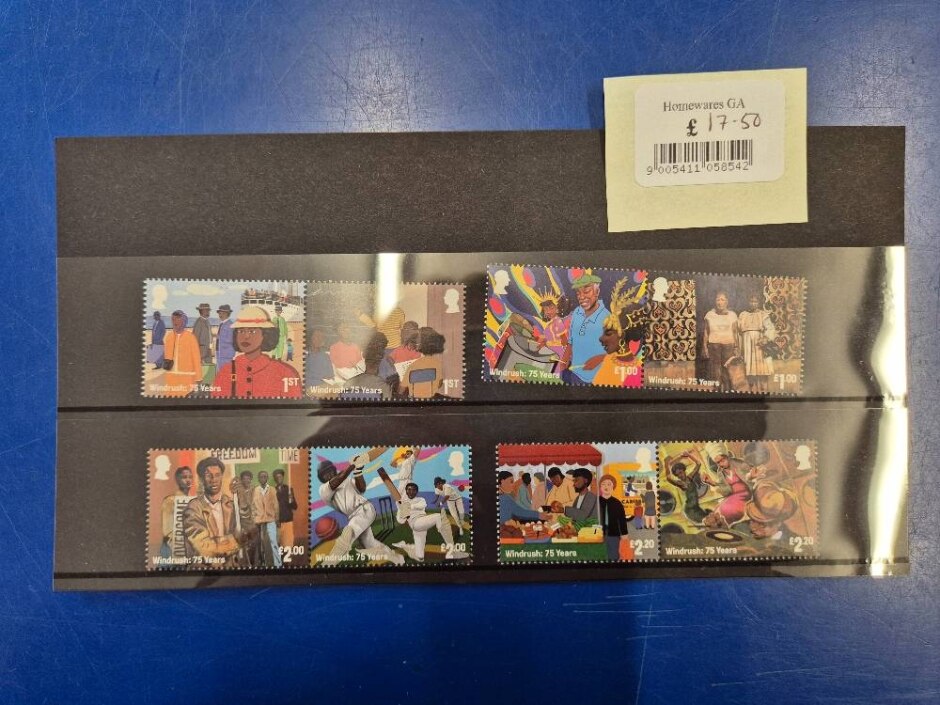 Homewares GA
£ 17-50
9 005411 058542
Windrush: 75 Years
1ST
Windrush: 75 Years
1ST
Windrush: 75 Years
£1.00
Windrush: 75 Years
£1.00
FREEDOM TIME
OVERCOME
Windrush: 75 Years
£2.00
Windrush: 75 Years
£2.00
Windrush: 75 Years
£2.20
Windrush: 75 Years
£2.20